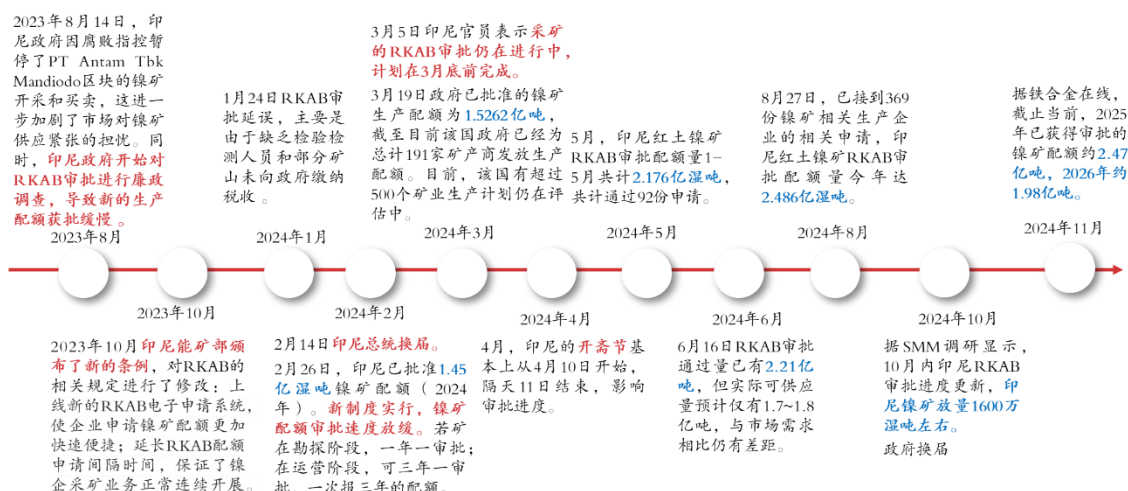 2023年8月14日，印
尼政府因腐败指控暂
停了PT Antam Tbk
Mandiodo区块的镍矿
开采和买卖，这进一
步加剧了市场对镍矿
供应紧张的担忧。同
时，印尼政府开始对
RKAB审批进行廉政
调查，导致新的生产
配额获批缓慢。
2023年8月
2023年10月
2023年10月印尼能矿部颁
布了新的条例，对RKAB的
相关规定进行了修改；上
线新的RKAB电子申请系统，
使企业申请镍矿配额更加
快速便捷；延长RKAB配额
申请间隔时间，保证了镍
企采矿业务正常连续开展。
1月24日RKAB审
批延误，主要是
由于缺乏检验检
测人员和部分矿
山未向政府缴纳
税收。
2024年1月
2024年2月
2月14日印尼总统换届。
2月26日，印尼已批准1.45
亿湿吨镍矿配额（2024
年）。新制度实行，镍矿
配额审批速度放缓。若矿
在勘探阶段，一年一审批；
在运营阶段，可三年一审
批，一次报三年的配额。
3月5日印尼官员表示采矿
的RKAB审批仍在进行中，
计划在3月底前完成。
3月19日政府已批准的镍矿
生产配额为1.5262亿吨，
截至目前该国政府已经为
总计191家矿产商发放生产
配额。目前，该国有超过
500个矿业生产计划仍在评
估中。
2024年3月
2024年4月
4月，印尼的开斋节基
本上从4月10日开始，
隔天11日结束，影响
审批进度。
5月，印尼红土镍矿
RKAB审批配额量1-
5月共计2.176亿湿吨，
共计通过92份申请。
2024年5月
2024年6月
6月16日RKAB审批
通过量已有2.21亿
吨，但实际可供应
量预计仅有1.7~1.8
亿吨，与市场需求
相比仍有差距。
8月27日，已接到369
份镍矿相关生产企
业的相关申请，印
尼红土镍矿RKAB审
批配额量今年达
2.486亿湿吨。
2024年8月
2024年10月
据SMM调研显示，
10月内印尼RKAB
审批进度更新，印
尼镍矿放量1600万
湿吨左右。
政府换届
据铁合金在线，
截止当前，2025
年已获得审批的
镍矿配额约2.47
亿吨，2026年约
1.98亿吨。
2024年11月